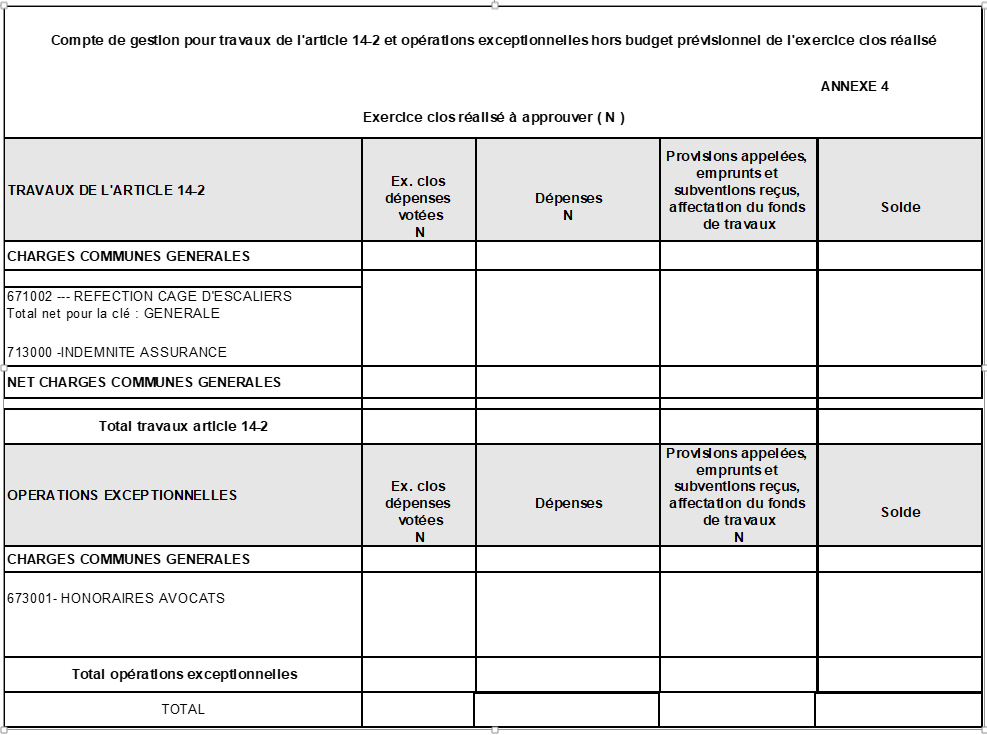 Compte de gestion pour travaux de l'article 14-2 et opérations exceptionnelles hors budget prévisionnel de l'exercice clos réalisé
ANNEXE 4
Exercice clos réalisé à approuver ( N )
TRAVAUX DE L'ARTICLE 14-2
Ex. clos
dépenses
votées
N
Dépenses
N
Provisions appelées,
emprunts et
subventions reçus,
affectation du fonds
de travaux
Solde
CHARGES COMMUNES GENERALES
671002 --- REFECTION CAGE D'ESCALIERS
Total net pour la clé : GENERALE
713000 -INDEMNITE ASSURANCE
NET CHARGES COMMUNES GENERALES
Total travaux article 14-2
OPERATIONS EXCEPTIONNELLES
Ex. clos
dépenses
votées
N
Dépenses
Provisions appelées,
emprunts et
subventions reçus,
affectation du fonds
de travaux
N
Solde
CHARGES COMMUNES GENERALES
673001- HONORAIRES AVOCATS
Total opérations exceptionnelles
TOTAL